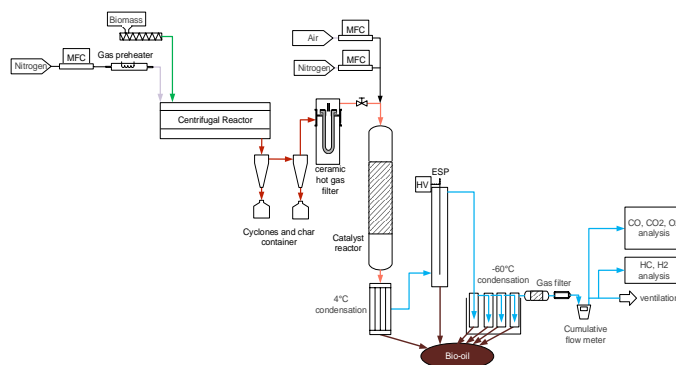 Biomass
MFC
Gas preheater
Nitrogen
Air
MFC
Nitrogen
MFC
Centrifugal Reactor
ceramic
hot gas
filter
Cyclones and char
container
Catalyst
reactor
ESP
HV
4°C
condensation
-60°C
condensation
Gas filter
CO, CO2, O
analysis
HC, H2
analysis
ventilation
Cumulative
flow meter
Bio-oil